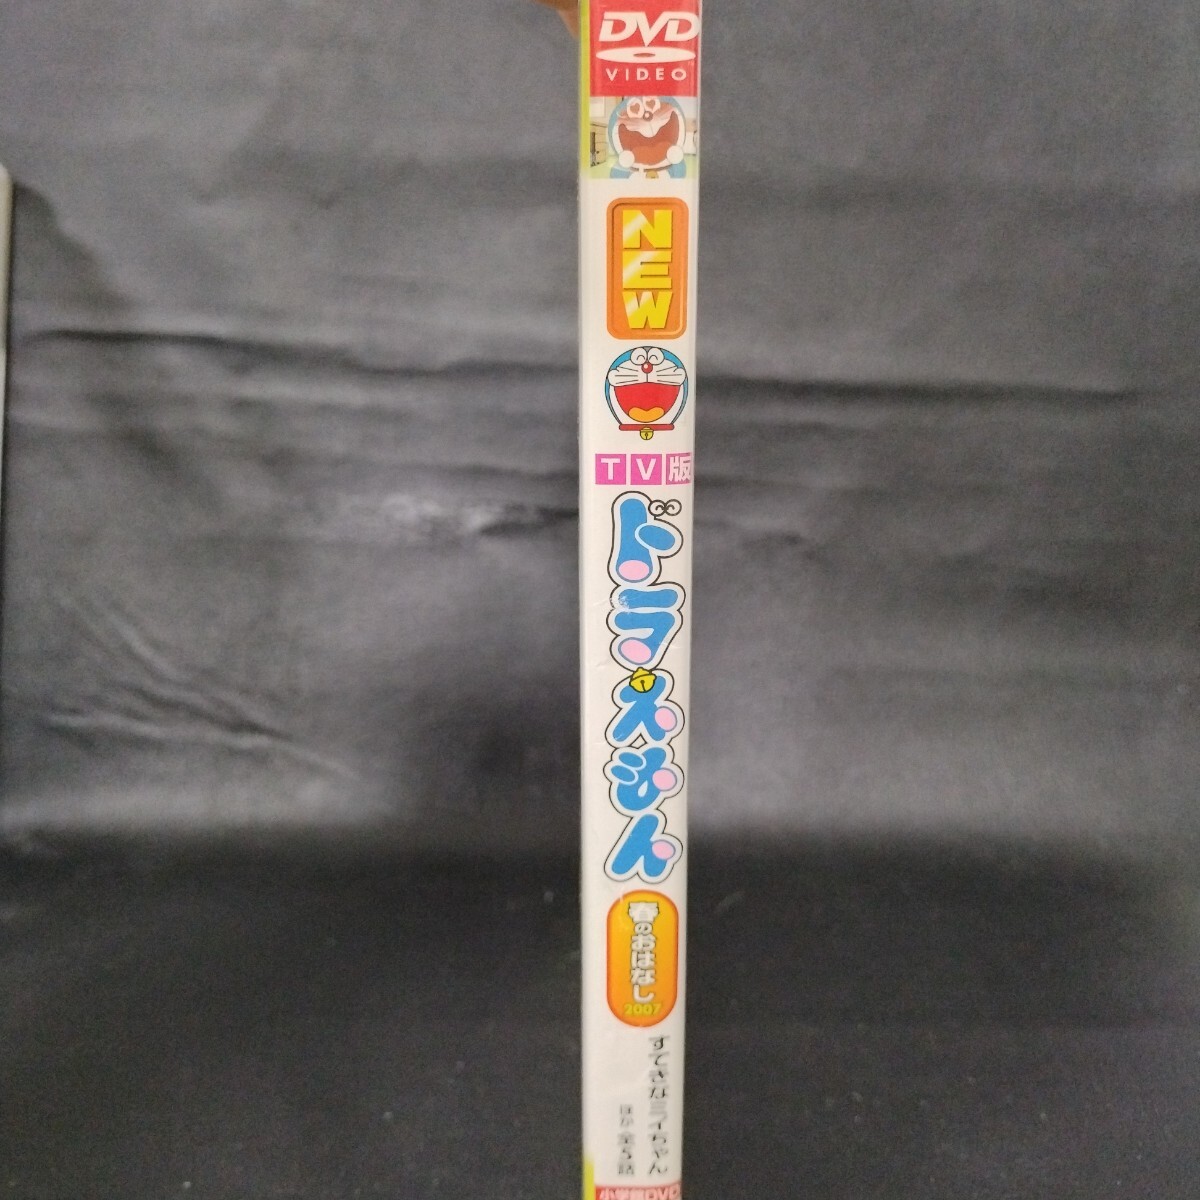 DVD
VIDEO
NEW
TV版
ドラえもん
春のおはなし
2007
すてきなミイちゃん
ほか 全5話
小学館DVD